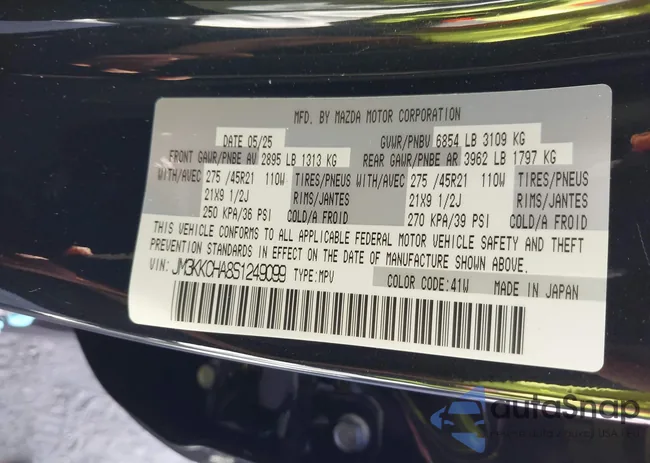 MFD. BY MAZDA MOTOR CORPORATION
DATE 05/25 GVWR/PNBV 6854 LB 3109 KG
FRONT GAWR/PNBE AV 2895 LB 1313 KG REAR GAWR/PNBE AR 3962 LB 1797 KG
WITH/AVEC 275 /45R21 110W TIRES/PNEUS WITH/AVEC 275 /45R21 110W TIRES/PNEUS
21X9 1/2J RIMS/JANTES 21X9 1/2J RIMS/JANTES
250 KPA/36 PSI COLD/A FROID 270 KPA/39 PSI COLD/A FROID
THIS VEHICLE CONFORMS TO ALL APPLICABLE FEDERAL MOTOR VEHICLE SAFETY AND THEFT
PREVENTION STANDARDS IN EFFECT ON THE DATE OF MANUFACTURE SHOWN ABOVE.
VIN: JM3KKCHA8S1249099 TYPE:MPV COLOR CODE:41W MADE IN JAPAN
autoSnap